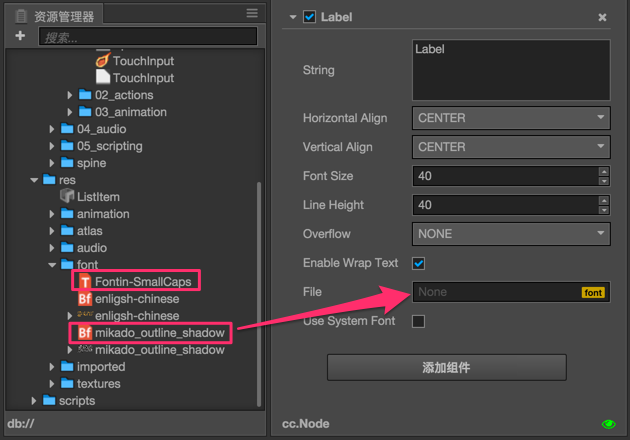 资源管理器
搜索...
TouchInput
TouchInput
02_actions
03_animation
04_audio
05_scripting
spine
res
ListItem
animation
atlas
audio
font
T Fontin-SmallCaps
Bf enligsh-chinese
enligsh-chinese
Bf mikado_outline_shadow
mikado_outline_shadow
imported
textures
scripts
db://
Label
String Label
Horizontal Align CENTER
Vertical Align CENTER
Font Size 40
Line Height 40
Overflow NONE
Enable Wrap Text
File None font
Use System Font
添加组件
cc.Node